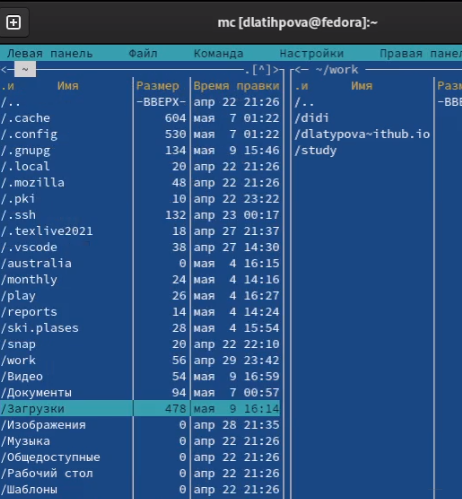 mc [dlatihpova@fedora]:~
Левая панель Файл Команда Настройки Правая
<─ ~ .[^]>┐┌<─ ~/work
.и Имя Размер Время правки .и Имя
/.. -ВВЕРХ- апр 22 21:26 /..
/.cache 604 мая 7 01:22 /didi
/.config 530 мая 7 01:22 /dlatypova~ithub.io
/.gnupg 134 мая 9 15:46 /study
/.local 20 апр 22 21:26
/.mozilla 48 апр 22 21:26
/.pki 10 апр 22 23:22
/.ssh 132 апр 23 00:17
/.texlive2021 18 апр 27 21:37
/.vscode 38 апр 27 14:30
/australia 0 мая 4 16:15
/monthly 24 мая 4 14:16
/play 26 мая 4 16:27
/reports 14 мая 4 14:24
/ski.plases 28 мая 4 15:54
/snap 20 апр 22 22:10
/work 56 апр 29 23:42
/Видео 54 мая 9 16:59
/Документы 94 мая 7 00:57
/Загрузки 478 мая 9 16:14
/Изображения 0 апр 28 21:35
/Музыка 0 апр 22 21:26
/Общедоступные 0 апр 22 21:26
/Рабочий стол 0 апр 22 21:26
/Шаблоны 0 апр 22 21:26